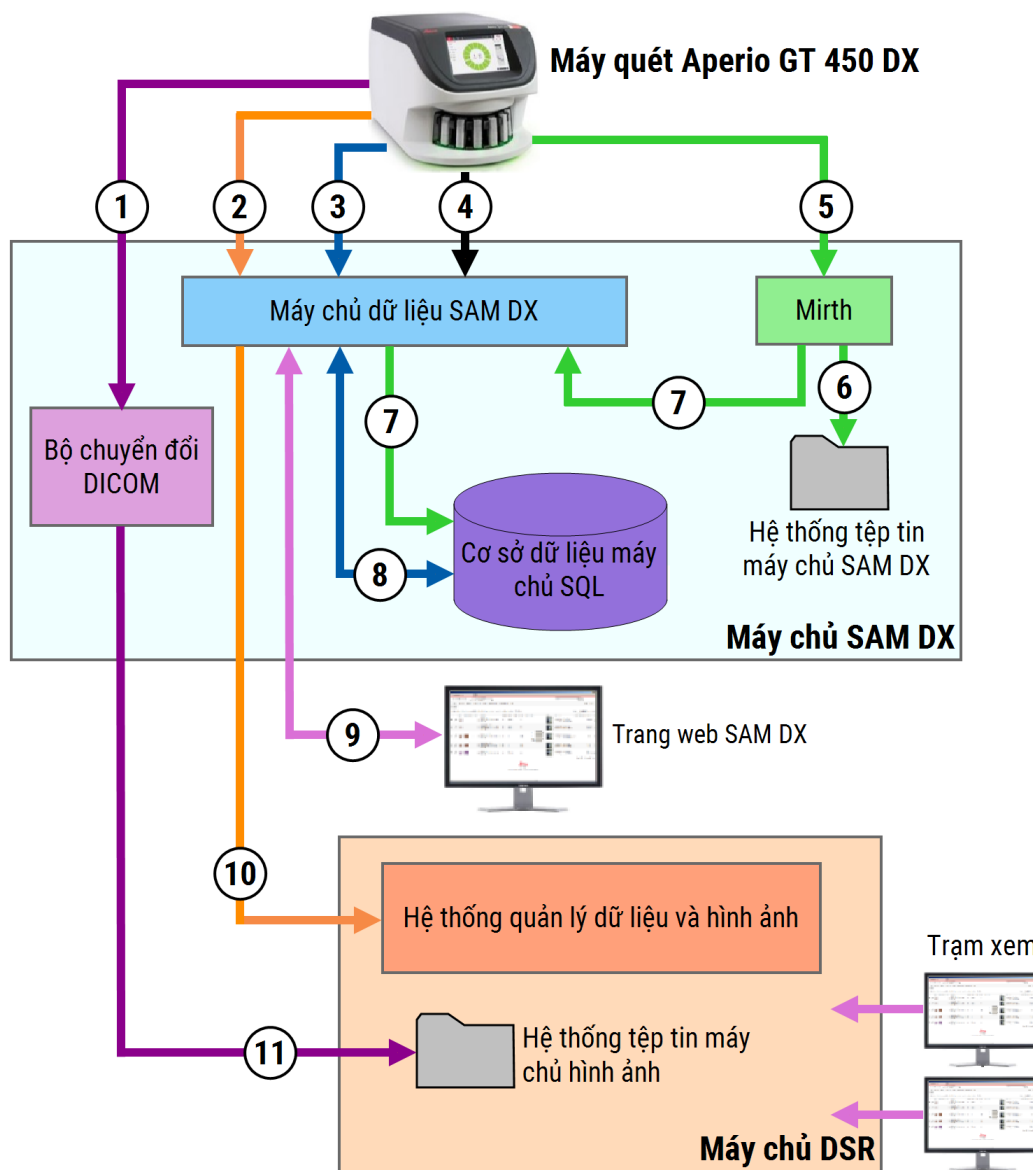 Máy quét Aperio GT 450 DX
1
2
3
4
5
Máy chủ dữ liệu SAM DX
Mirth
7
7
6
Bộ chuyển đổi
DICOM
Hệ thống tệp tin
máy chủ SAM DX
Cơ sở dữ liệu máy
chủ SQL
8
Máy chủ SAM DX
9
Trang web SAM DX
10
Hệ thống quản lý dữ liệu và hình ảnh
Trạm xem
11
Hệ thống tệp tin máy
chủ hình ảnh
Máy chủ DSR